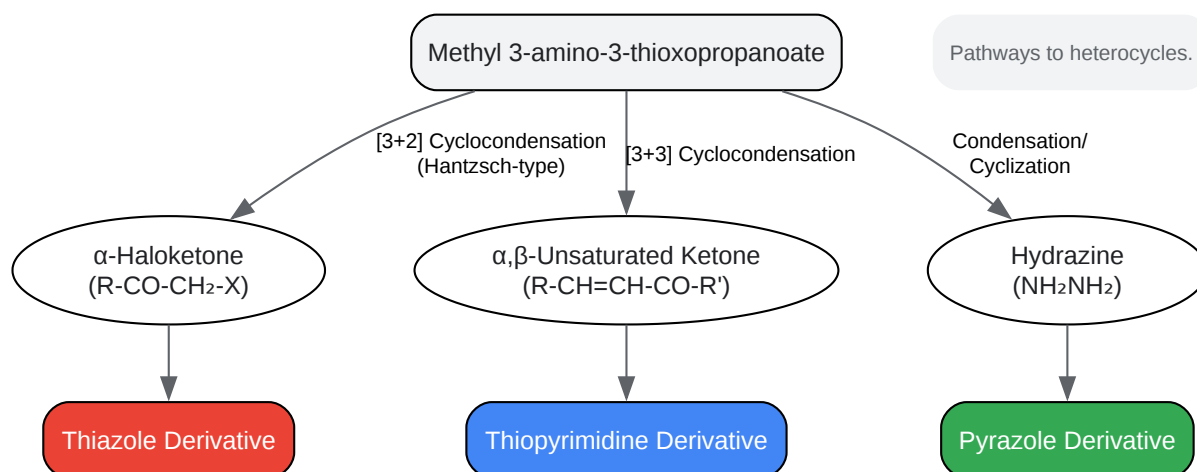 Methyl 3-amino-3-thioxopropanoate
Pathways to heterocycles.
[3+2] Cyclocondensation
(Hantzsch-type)
[3+3] Cyclocondensation
Condensation/
Cyclization
α-Haloketone
(R-CO-CH₂-X)
α,β-Unsaturated Ketone
(R-CH=CH-CO-R')
Hydrazine
(NH₂NH₂)
Thiazole Derivative
Thiopyrimidine Derivative
Pyrazole Derivative